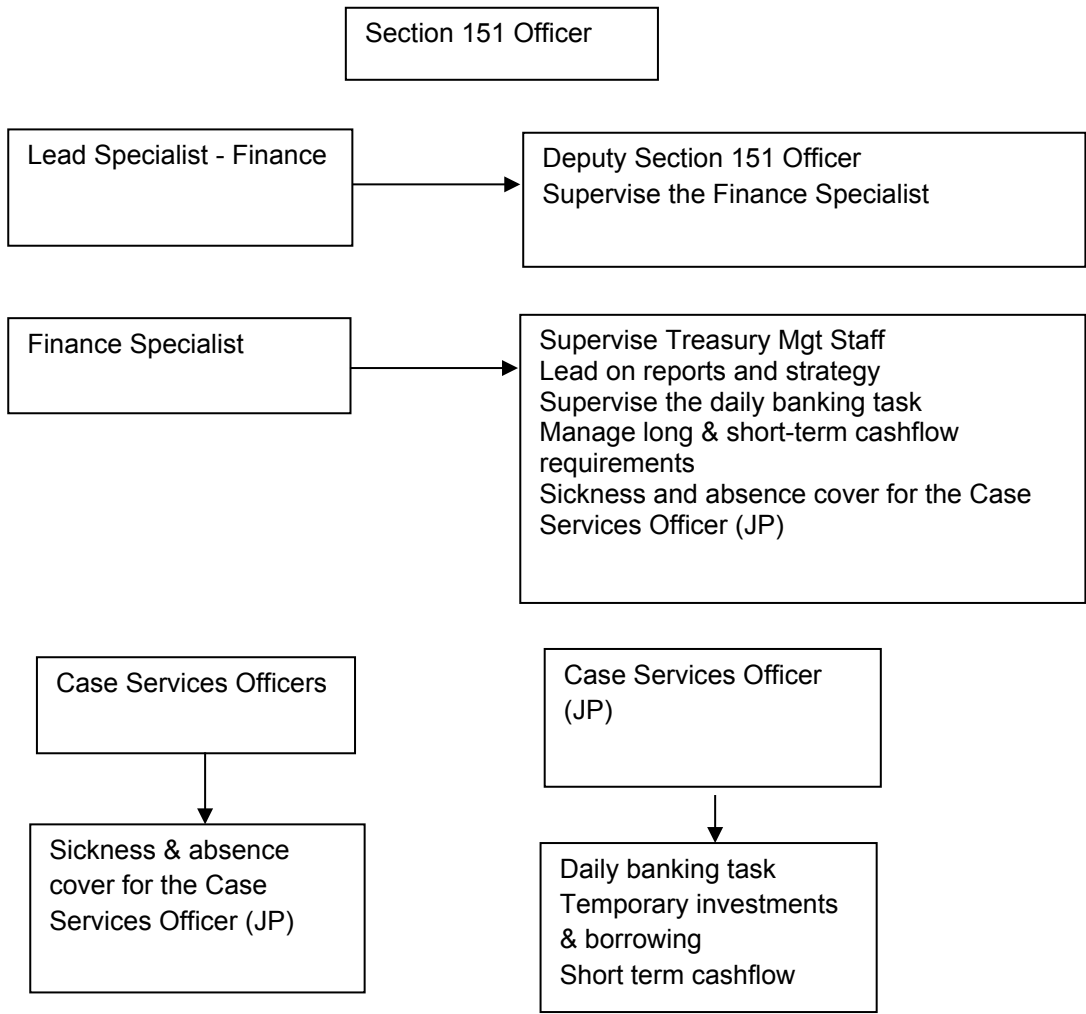 Section 151 Officer
Lead Specialist - Finance
Deputy Section 151 Officer
Supervise the Finance Specialist
Finance Specialist
Supervise Treasury Mgt Staff
Lead on reports and strategy
Supervise the daily banking task
Manage long & short-term cashflow
requirements
Sickness and absence cover for the Case
Services Officer (JP)
Case Services Officers
Case Services Officer
(JP)
Sickness & absence
cover for the Case
Services Officer (JP)
Daily banking task
Temporary investments
& borrowing
Short term cashflow